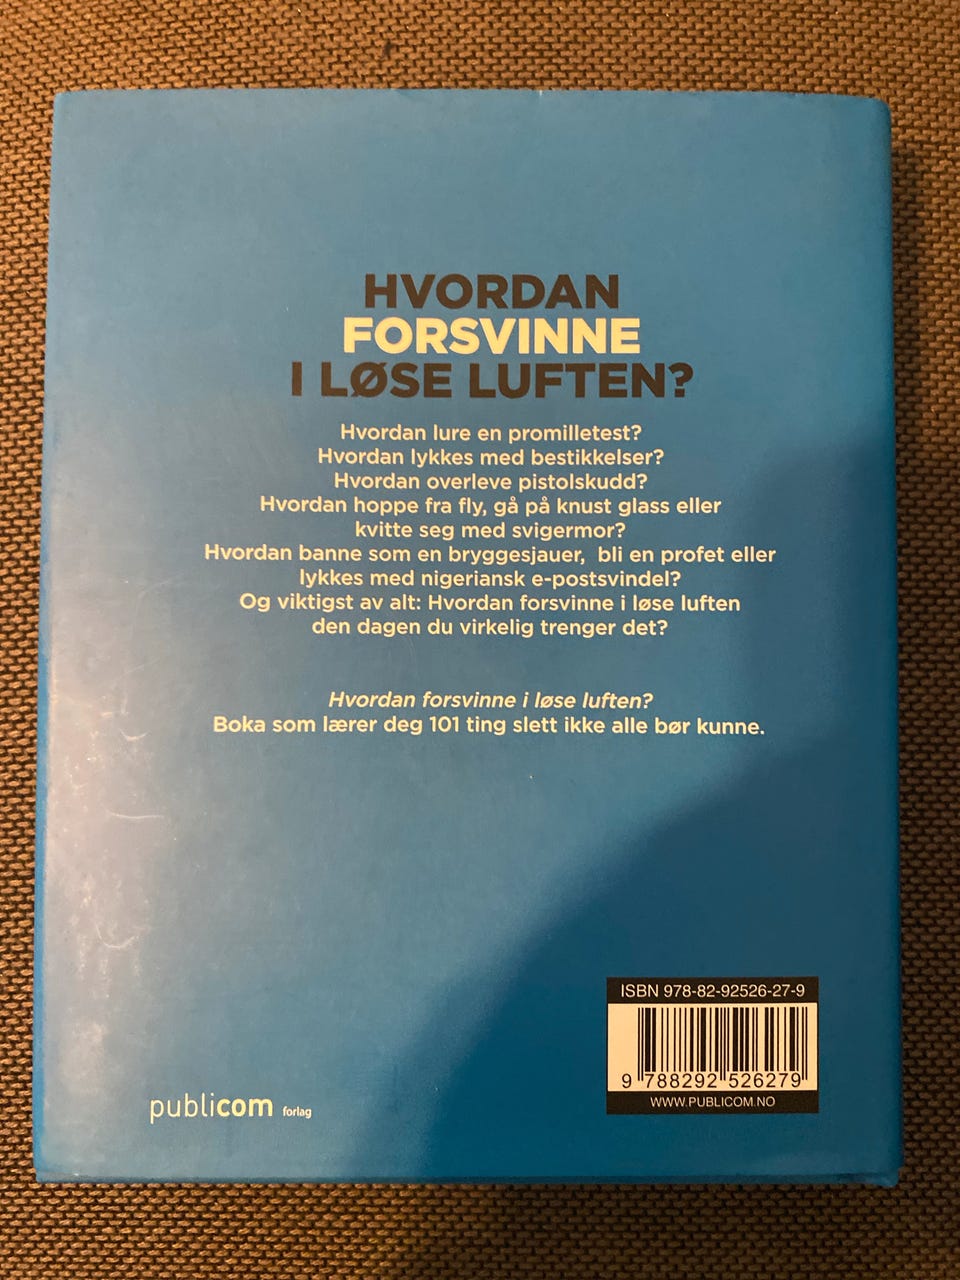 HVORDAN
FORSVINNE
I LØSE LUFTEN?
Hvordan lure en promilletest?
Hvordan lykkes med bestikkelser?
Hvordan overleve pistolskudd?
Hvordan hoppe fra fly, gå på knust glass eller
kvitte seg med svigermor?
Hvordan banne som en bryggesjauer, bli en profet eller
lykkes med nigeriansk e-postsvindel?
Og viktigst av alt: Hvordan forsvinne i løse luften
den dagen du virkelig trenger det?
Hvordan forsvinne i løse luften?
Boka som lærer deg 101 ting slett ikke alle bør kunne.
ISBN 978-82-92526-27-9
9 788292 526279
WWW.PUBLICOM.NO
publicom forlag